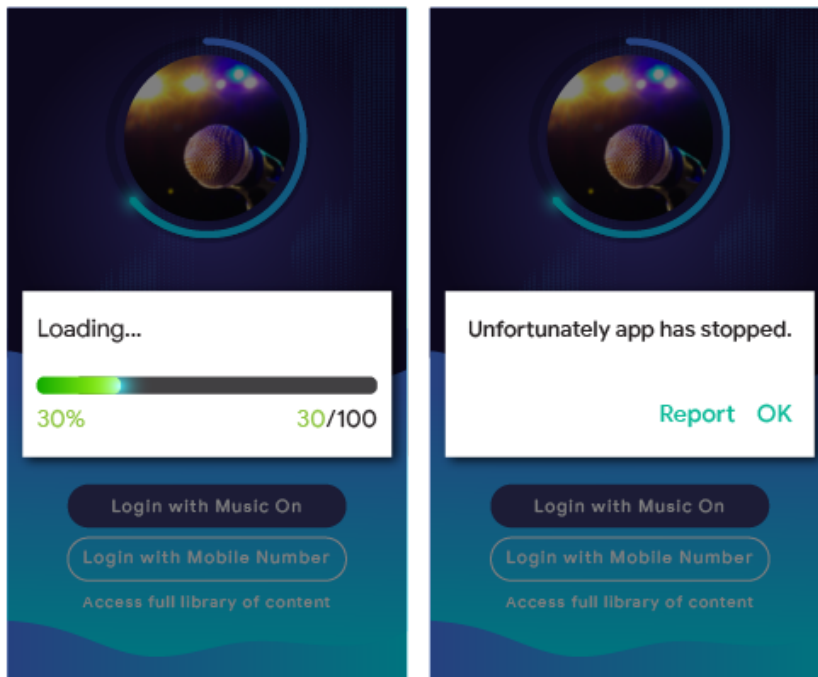 Loading...
30%
30/100
Login with Music On
Login with Mobile Number
Access full library of content
Unfortunately app has stopped.
Report OK
Login with Music On
Login with Mobile Number
Access full library of content